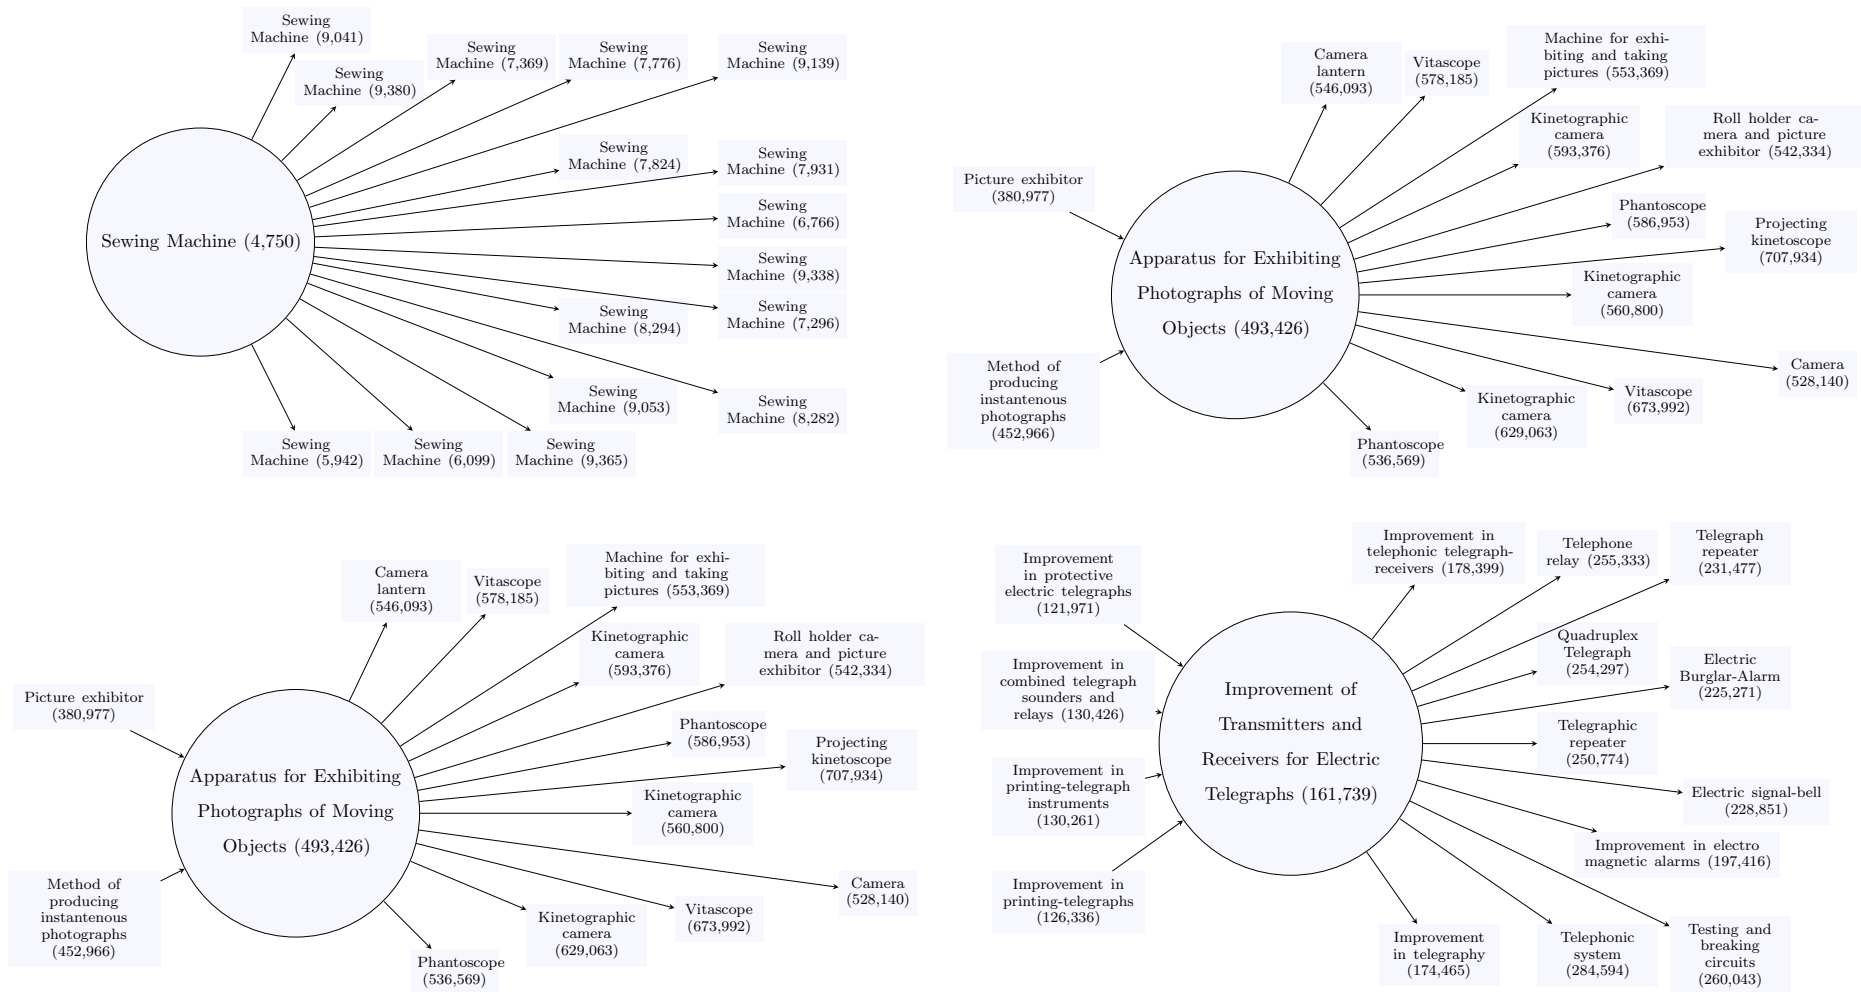 Sewing
Machine (9,041)
Sewing
Machine (9,380)
Sewing
Machine (7,369)
Sewing
Machine (7,776)
Sewing
Machine (9,139)
Sewing
Machine (7,824)
Sewing
Machine (7,931)
Sewing
Machine (6,766)
Sewing Machine (4,750)
Sewing
Machine (9,338)
Sewing
Machine (7,296)
Sewing
Machine (8,294)
Sewing
Machine (9,053)
Sewing
Machine (8,282)
Sewing
Machine (5,942)
Sewing
Machine (6,099)
Sewing
Machine (9,365)
Camera
lantern
(546,093)
Vitascope
(578,185)
Machine for exhi-
biting and taking
pictures (553,369)
Kinetographic
camera
(593,376)
Roll holder ca-
mera and picture
exhibitor (542,334)
Picture exhibitor
(380,977)
Phantoscope
(586,953)
Projecting
kinetoscope
(707,934)
Apparatus for Exhibiting
Photographs of Moving
Objects (493,426)
Kinetographic
camera
(560,800)
Method of
producing
instantenous
photographs
(452,966)
Camera
(528,140)
Vitascope
(673,992)
Kinetographic
camera
(629,063)
Phantoscope
(536,569)
Camera
lantern
(546,093)
Vitascope
(578,185)
Machine for exhi-
biting and taking
pictures (553,369)
Kinetographic
camera
(593,376)
Roll holder ca-
mera and picture
exhibitor (542,334)
Picture exhibitor
(380,977)
Phantoscope
(586,953)
Projecting
kinetoscope
(707,934)
Apparatus for Exhibiting
Photographs of Moving
Objects (493,426)
Kinetographic
camera
(560,800)
Method of
producing
instantenous
photographs
(452,966)
Camera
(528,140)
Vitascope
(673,992)
Kinetographic
camera
(629,063)
Phantoscope
(536,569)
Improvement
in protective
electric telegraphs
(121,971)
Improvement in
telephonic telegraph-
receivers (178,399)
Telephone
relay (255,333)
Telegraph
repeater
(231,477)
Improvement in
combined telegraph
sounders and
relays (130,426)
Quadruplex
Telegraph
(254,297)
Electric
Burglar-Alarm
(225,271)
Improvement of
Transmitters and
Receivers for Electric
Telegraphs (161,739)
Telegraphic
repeater
(250,774)
Improvement in
printing-telegraph
instruments
(130,261)
Electric signal-bell
(228,851)
Improvement in electro
magnetic alarms (197,416)
Improvement in
printing-telegraphs
(126,336)
Improvement
in telegraphy
(174,465)
Telephonic
system
(284,594)
Testing and
breaking
circuits
(260,043)